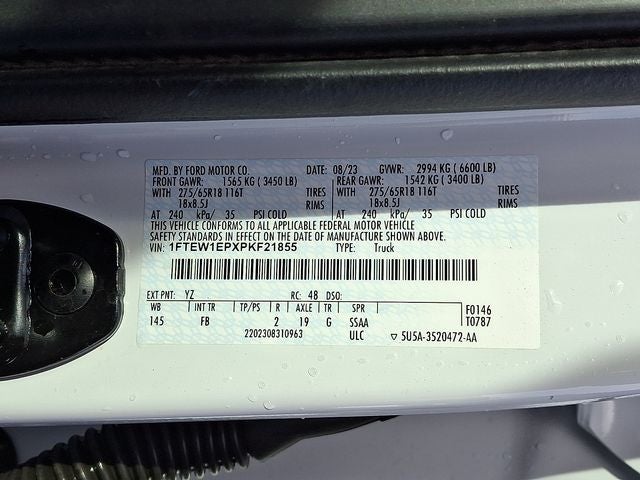 MFD. BY FORD MOTOR CO. DATE: 08/23 GVWR: 2994 KG ( 6600 LB)
FRONT GAWR: 1565 KG ( 3450 LB) REAR GAWR: 1542 KG ( 3400 LB)
WITH 275/65R18 116T TIRES WITH 275/65R18 116T TIRES
18x8.5J RIMS 18x8.5J RIMS
AT 240 kPa/ 35 PSI COLD AT 240 kPa/ 35 PSI COLD
THIS VEHICLE CONFORMS TO ALL APPLICABLE FEDERAL MOTOR VEHICLE
SAFETY STANDARDS IN EFFECT ON THE DATE OF MANUFACTURE SHOWN ABOVE.
VIN: 1FTEW1EPXPKF21855 TYPE: Truck
EXT PNT: YZ RC: 48 DSO:
WB INT TR TP/PS R AXLE TR SPR F0146
145 FB 2 19 G SSAA T0787
2202308310963 ULC ▽ 5U5A-3S20472-AA